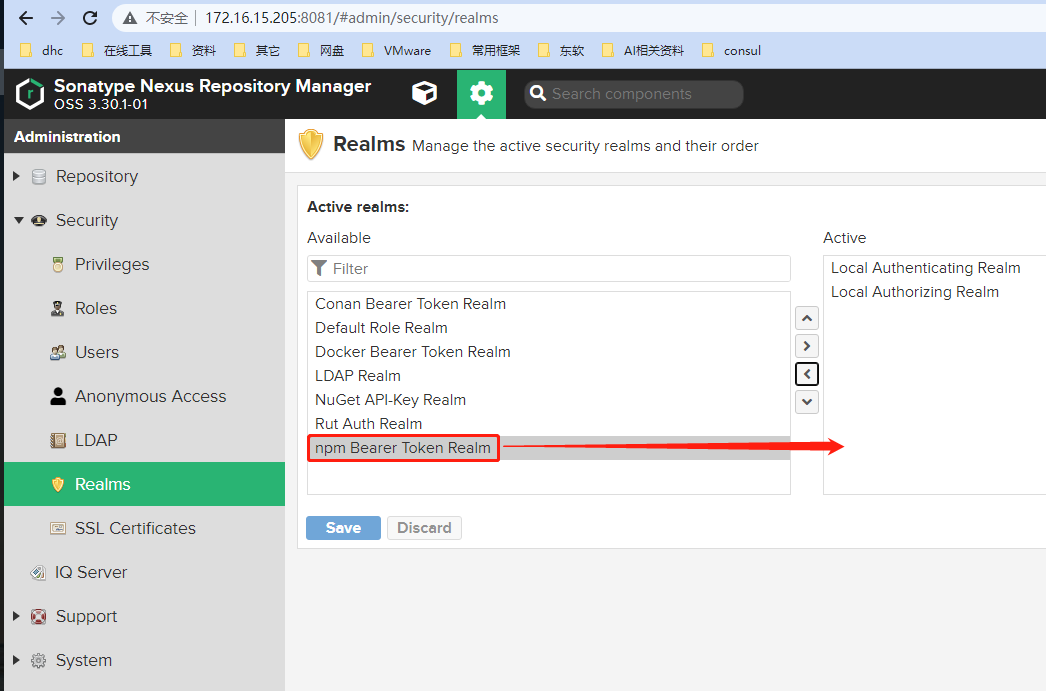 不安全 172.16.15.205:8081/#admin/security/realms
dhc 在线工具 资料 其它 网盘 VMware 常用框架 东软 AI相关资料 consul
Sonatype Nexus Repository Manager
OSS 3.30.1-01
Search components
Administration
Repository
Security
Privileges
Roles
Users
Anonymous Access
LDAP
Realms
SSL Certificates
IQ Server
Support
System
Realms Manage the active security realms and their order
Active realms:
Available
Filter
Conan Bearer Token Realm
Default Role Realm
Docker Bearer Token Realm
LDAP Realm
NuGet API-Key Realm
Rut Auth Realm
npm Bearer Token Realm
Active
Local Authenticating Realm
Local Authorizing Realm
Save Discard